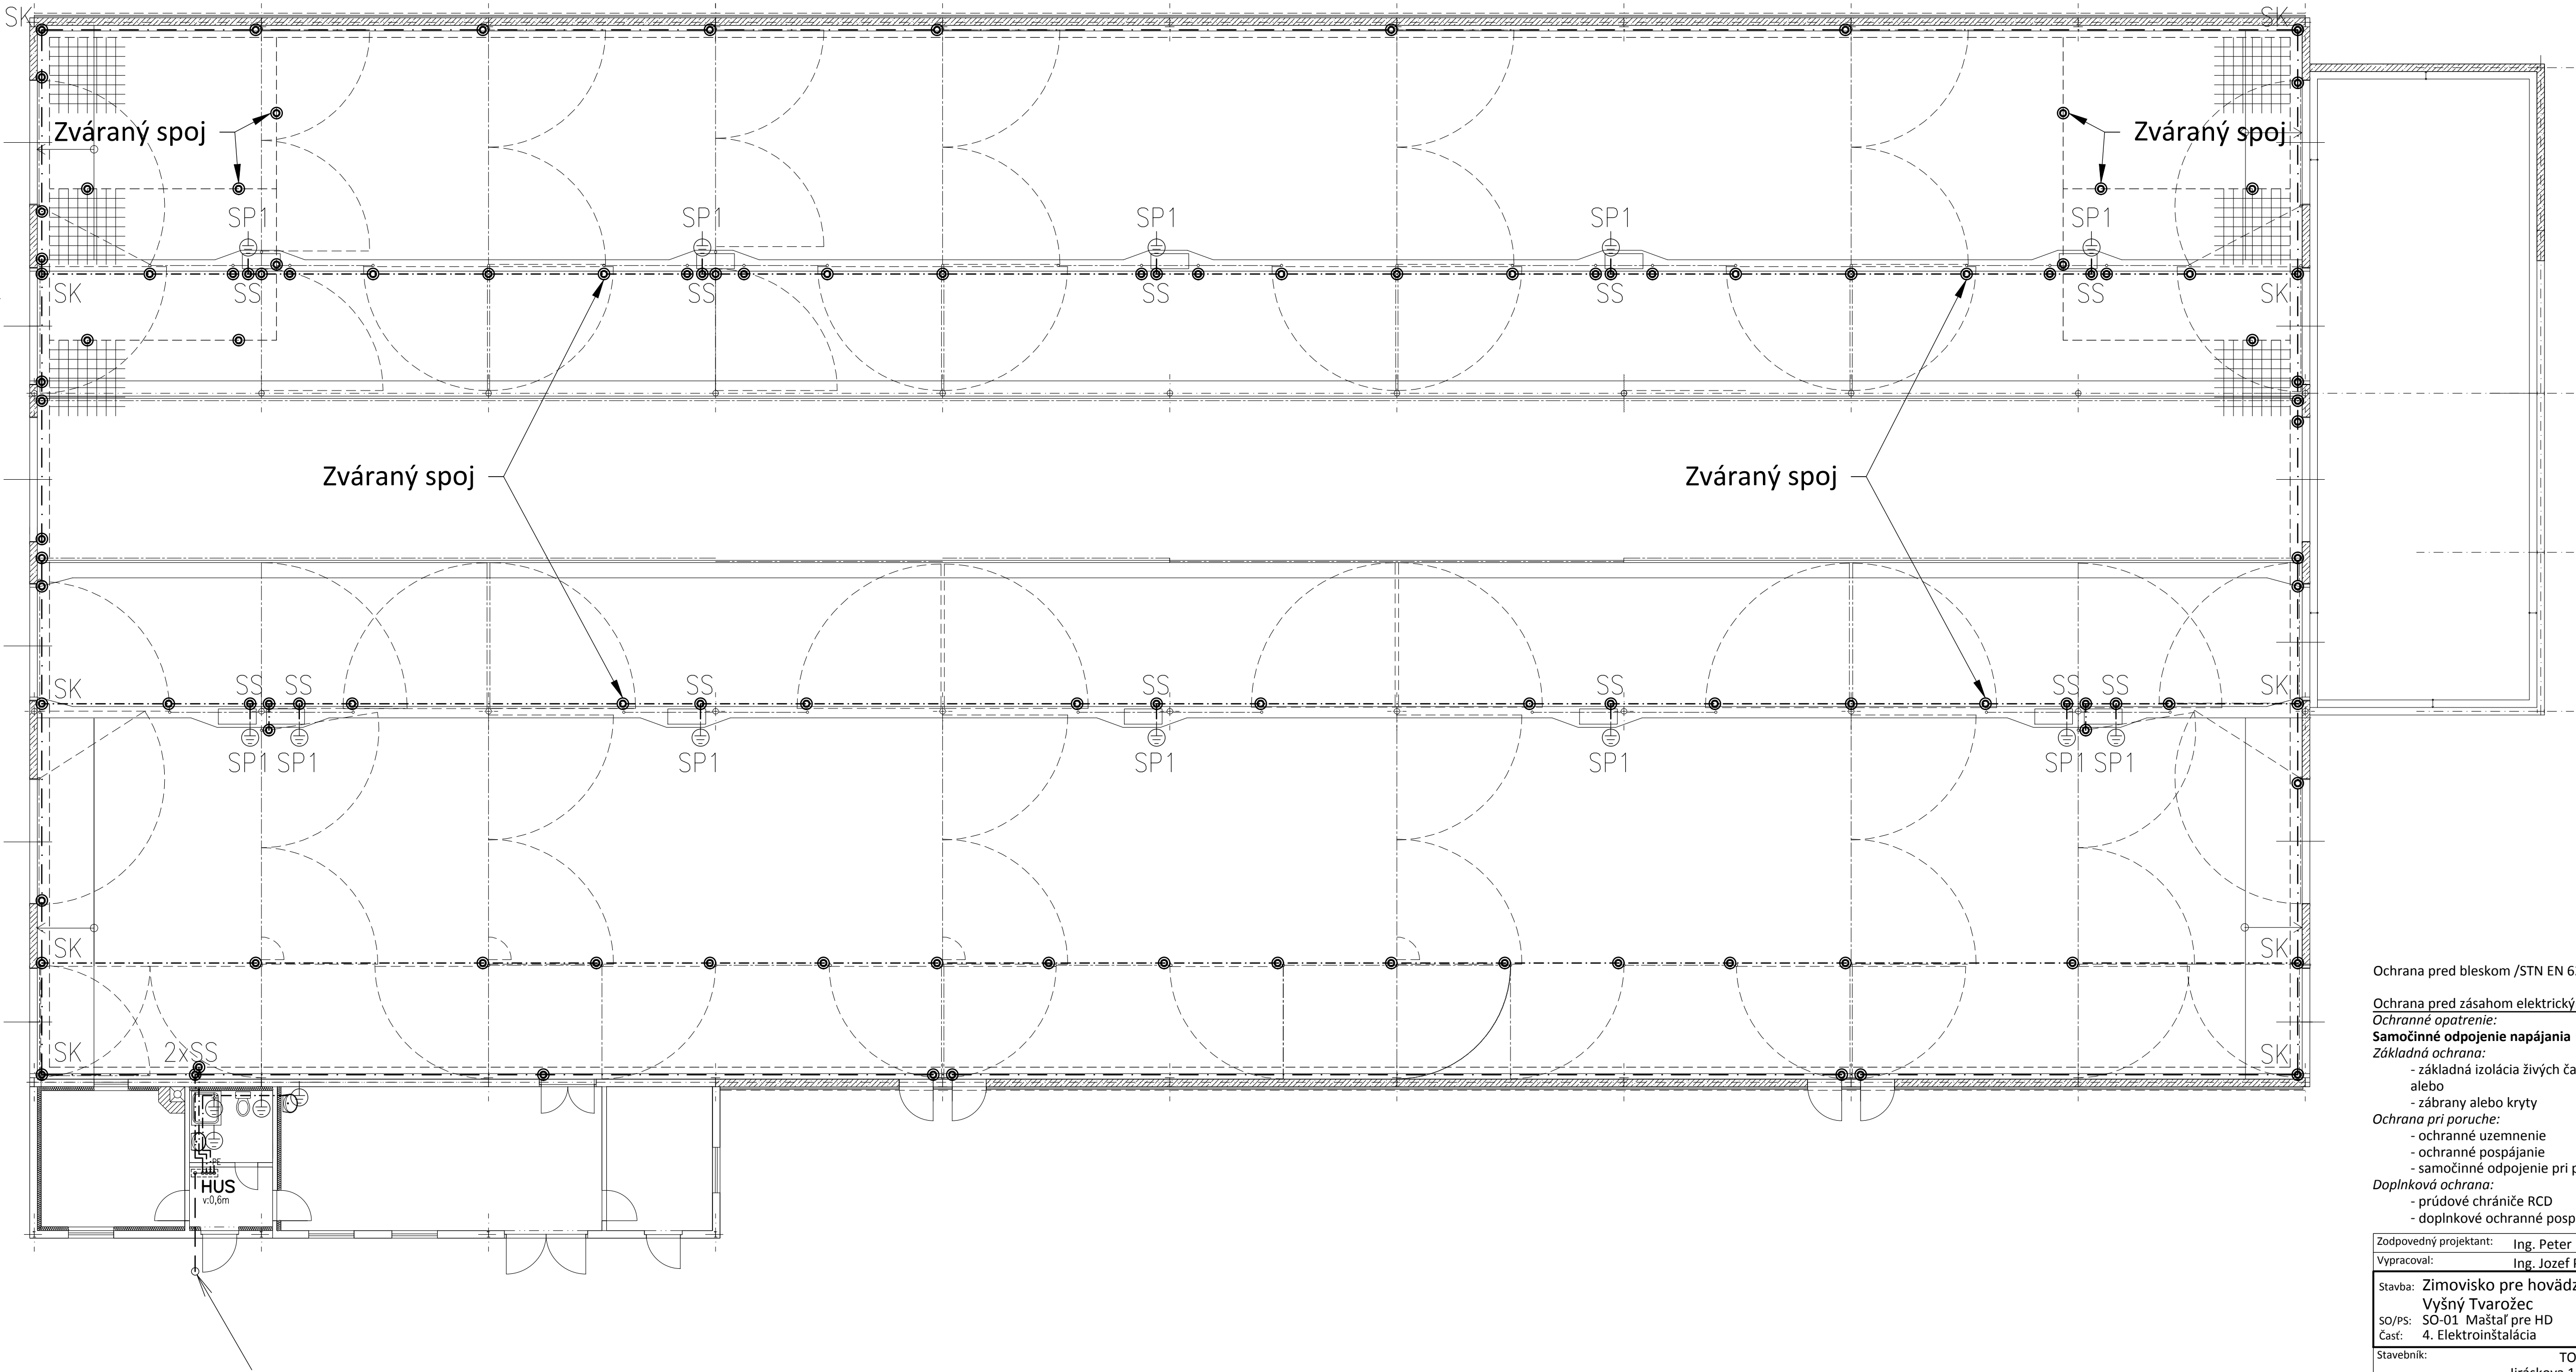 SK SK
Zváraný spoj Zváraný spoj
SP1 SP1 SP1 SP1 SP1
SK SS SS SS SS SS SK
Zváraný spoj Zváraný spoj
SK SS SS SS SS SS SS SS SK
SP1 SP1 SP1 SP1 SP1 SP1 SP1
SK SK
SK 2xSS SK
PE
HUS
v:0,6m
Ochrana pred bleskom /STN EN
Ochrana pred zásahom elektrický
Ochranné opatrenie:
Samočinné odpojenie napájania
Základná ochrana:
- základná izolácia živých
alebo
- zábrany alebo kryty
Ochrana pri poruche:
- ochranné uzemnenie
- ochranné pospájanie
- samočinné odpojenie pri
Doplnková ochrana:
- prúdové chrániče RCD
- doplnkové ochranné
Zodpovedný projektant: Ing. Peter
Vypracoval: Ing. Jozef
Stavba: Zimovisko pre
Vyšný Tvarožec
SO/PS: SO-01 Maštaľ pre HD
Časť: 4. Elektroinštalácia
Stavebník: TO